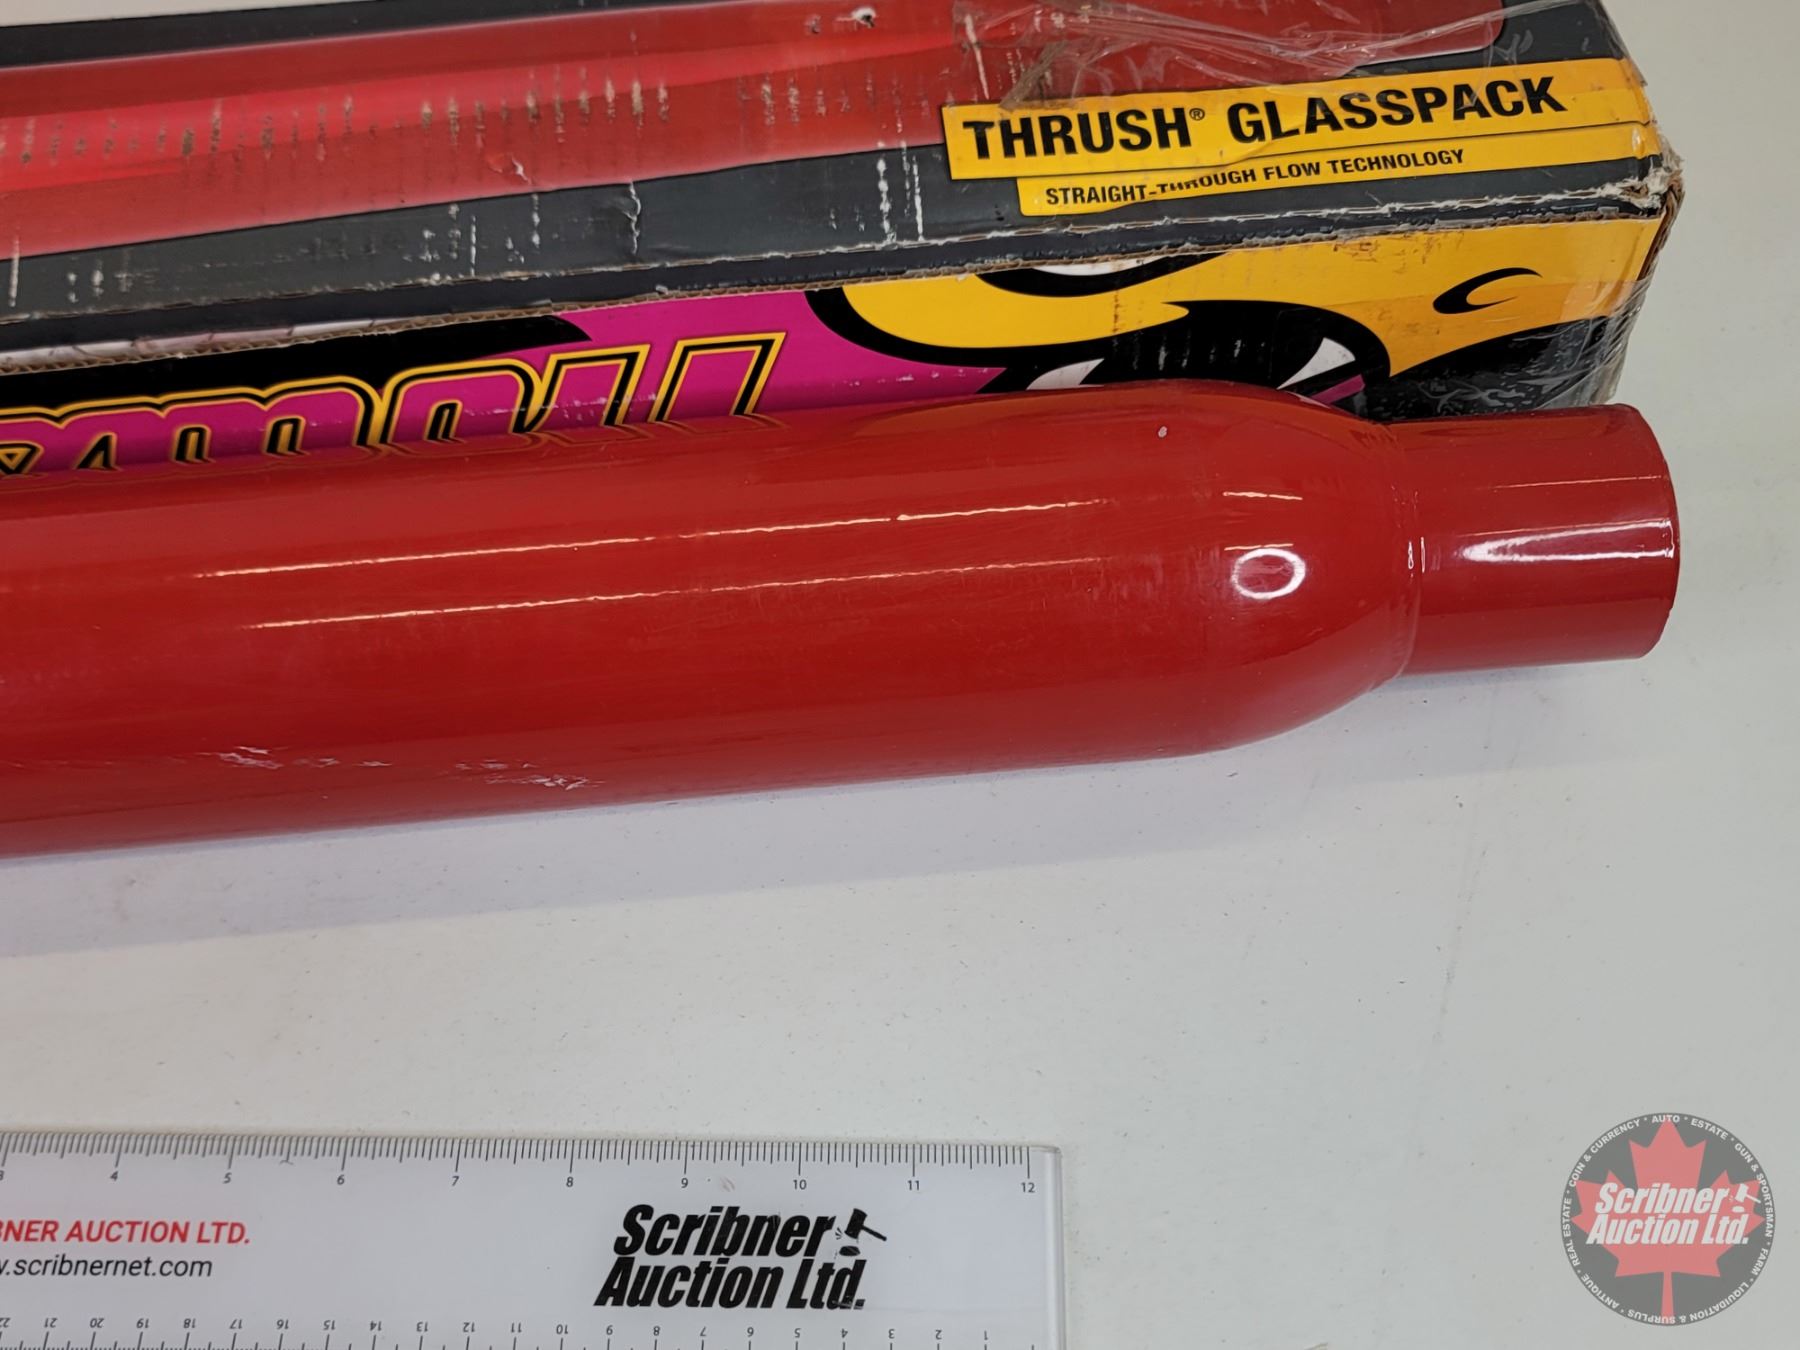 THRUSH® GLASSPACK
STRAIGHT-THROUGH FLOW TECHNOLOGY
3 4 5 6 7 8 9 10 11 12
BNER AUCTION LTD.
w.scribnernet.com
Scribner
Auction Ltd.
22 21 20 19 18 17 16 15 14 13 12 11 10 9 8 7 6 5 4 3 2 1
COIN & CURRENCY · AUTO · ESTATE · GUN & SPORTSMAN · FARM · LIQUIDATION & SURPLUS · ANTIQUE · REAL ESTATE ·
Scribner
Auction Ltd.